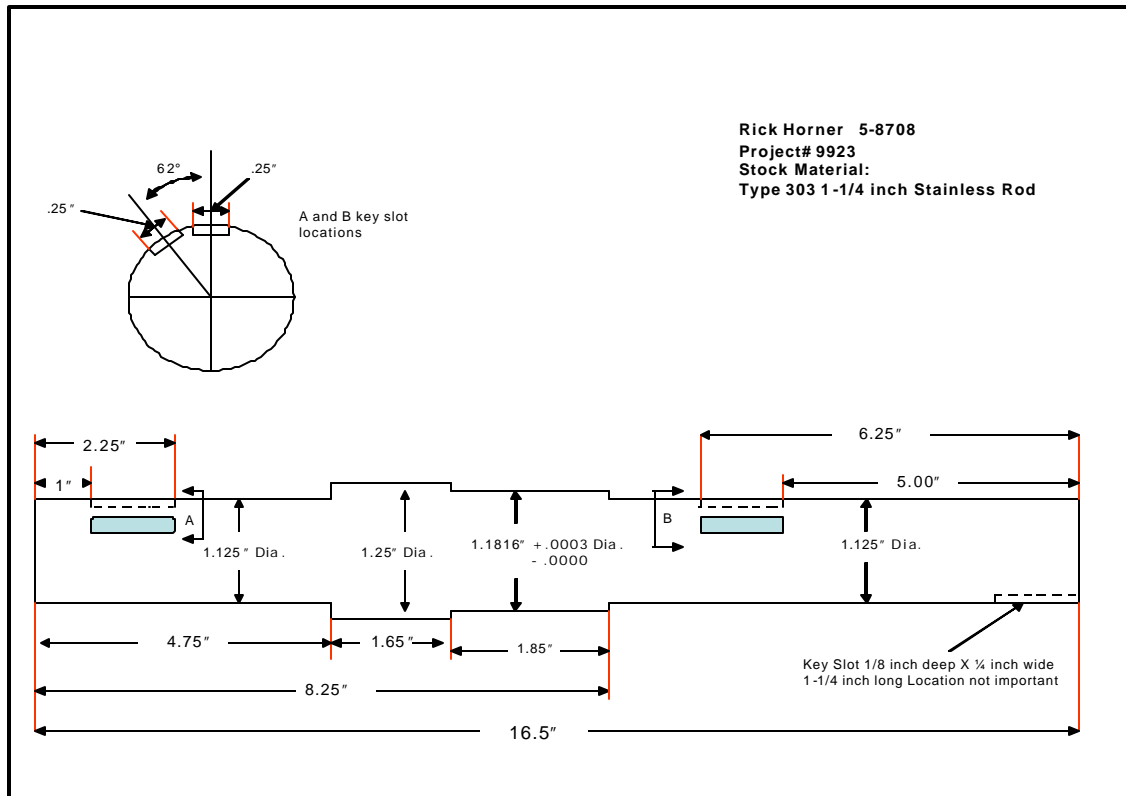 Rick Horner 5-8708
Project# 9923
Stock Material:
Type 303 1-1/4 inch Stainless Rod
62°
.25"
.25"
A and B key slot
locations
2.25"
6.25"
1"
5.00"
A
B
1.125" Dia.
1.25" Dia.
1.1816" +.0003 Dia.
- .0000
1.125" Dia.
4.75"
1.65"
1.85"
Key Slot 1/8 inch deep X ¼ inch wide
1-1/4 inch long Location not important
8.25"
16.5"